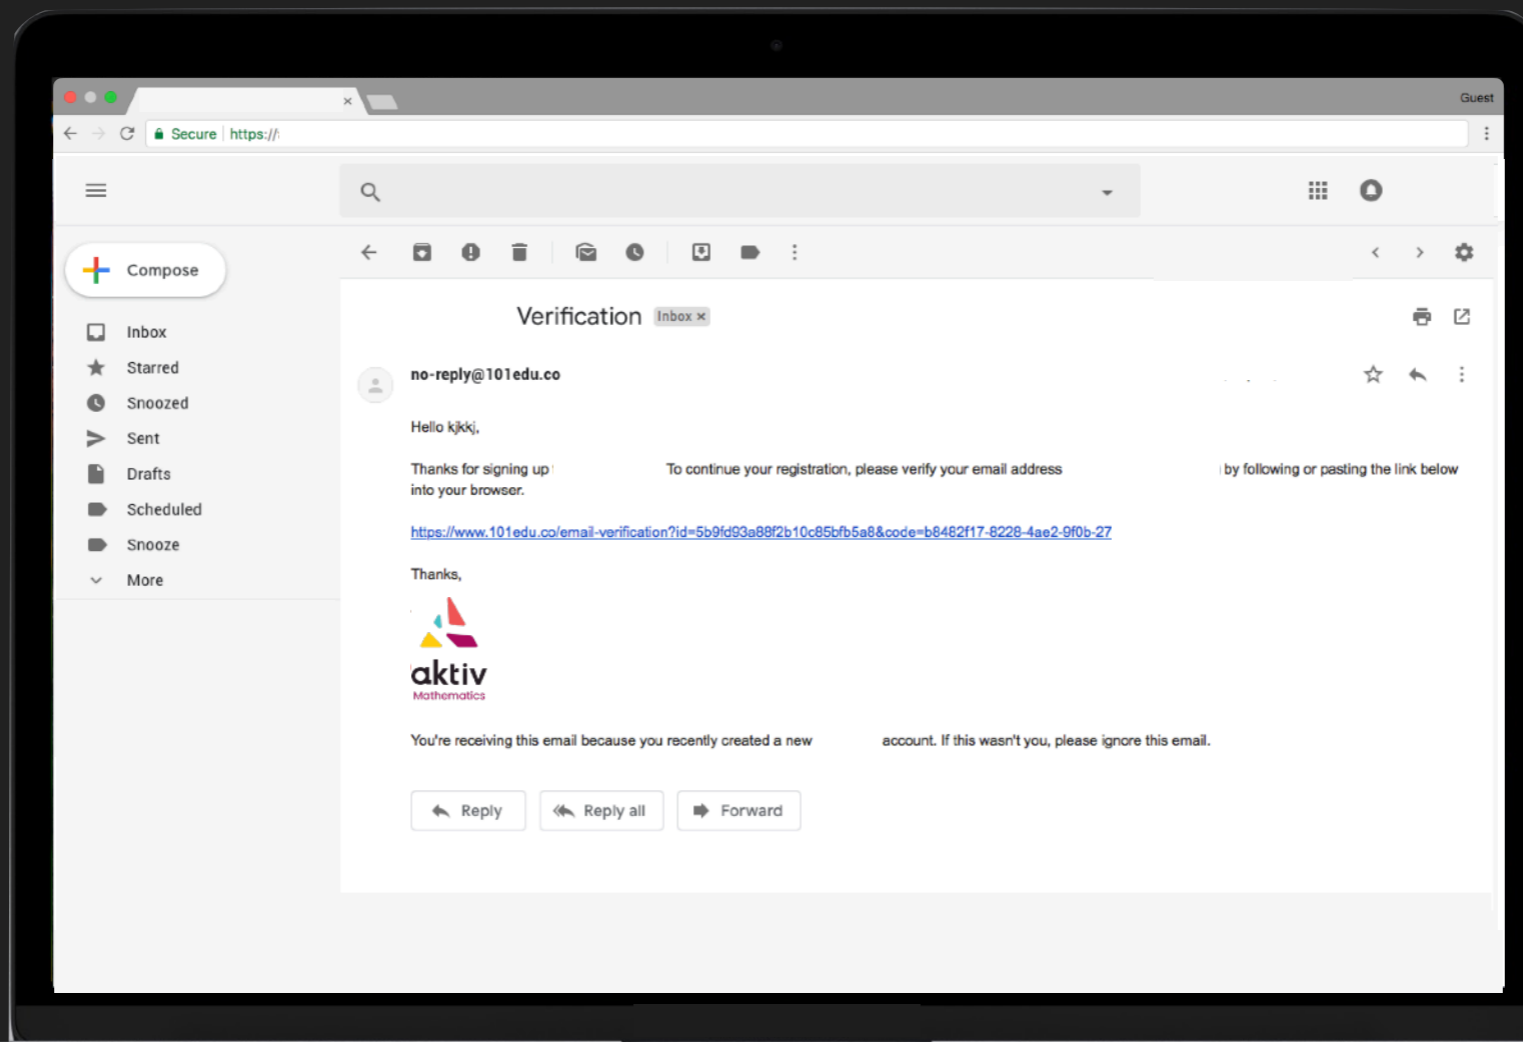 Guest
Secure https://
Compose
Verification Inbox ×
Inbox
no-reply@101edu.co
Starred
Snoozed
Hello kjkkj,
Sent
Thanks for signing up To continue your registration, please verify your email address by following or pasting the link below
into your browser.
Drafts
Scheduled
https://www.101edu.co/email-verification?id=5b9fd93a88f2b10c85bfb5a8&code=b8482f17-8228-4ae2-9f0b-27
Snooze
Thanks,
More
aktiv
Mathematics
You're receiving this email because you recently created a new account. If this wasn't you, please ignore this email.
Reply Reply all Forward